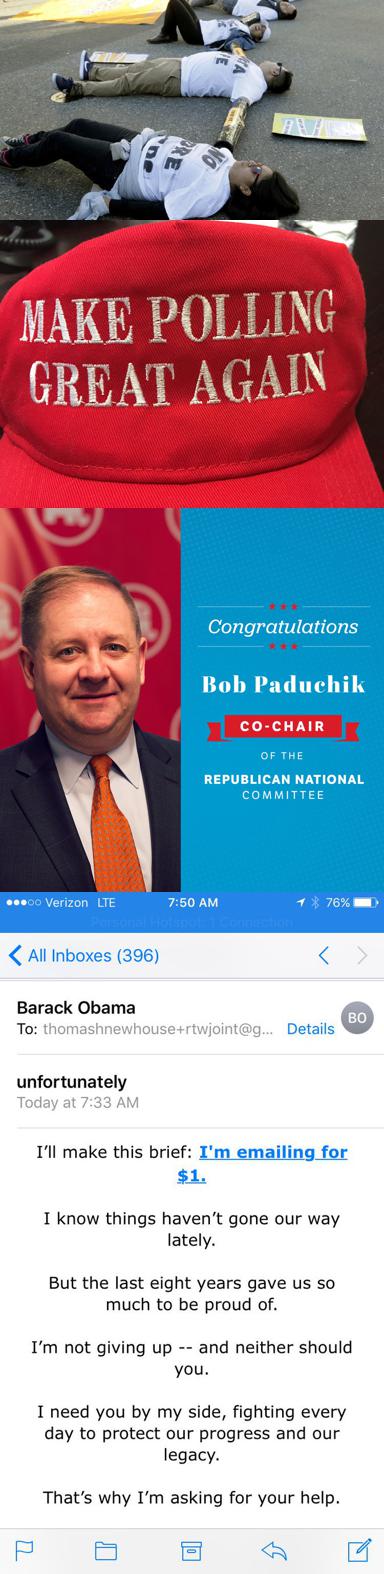 NO
MAKE POLLING
GREAT AGAIN
Congratulations
Bob Paduchik
CO-CHAIR
OF THE
REPUBLICAN NATIONAL
COMMITTEE
Verizon LTE 7:50 AM 76%
Personal Hotspot: 1 Connection
All Inboxes (396)
Barack Obama
BO
To: thomashnewhouse+rtwjoint@g... Details
unfortunately
Today at 7:33 AM
I'll make this brief: I'm emailing for
$1.
I know things haven't gone our way
lately.
But the last eight years gave us so
much to be proud of.
I'm not giving up -- and neither should
you.
I need you by my side, fighting every
day to protect our progress and our
legacy.
That's why I'm asking for your help.